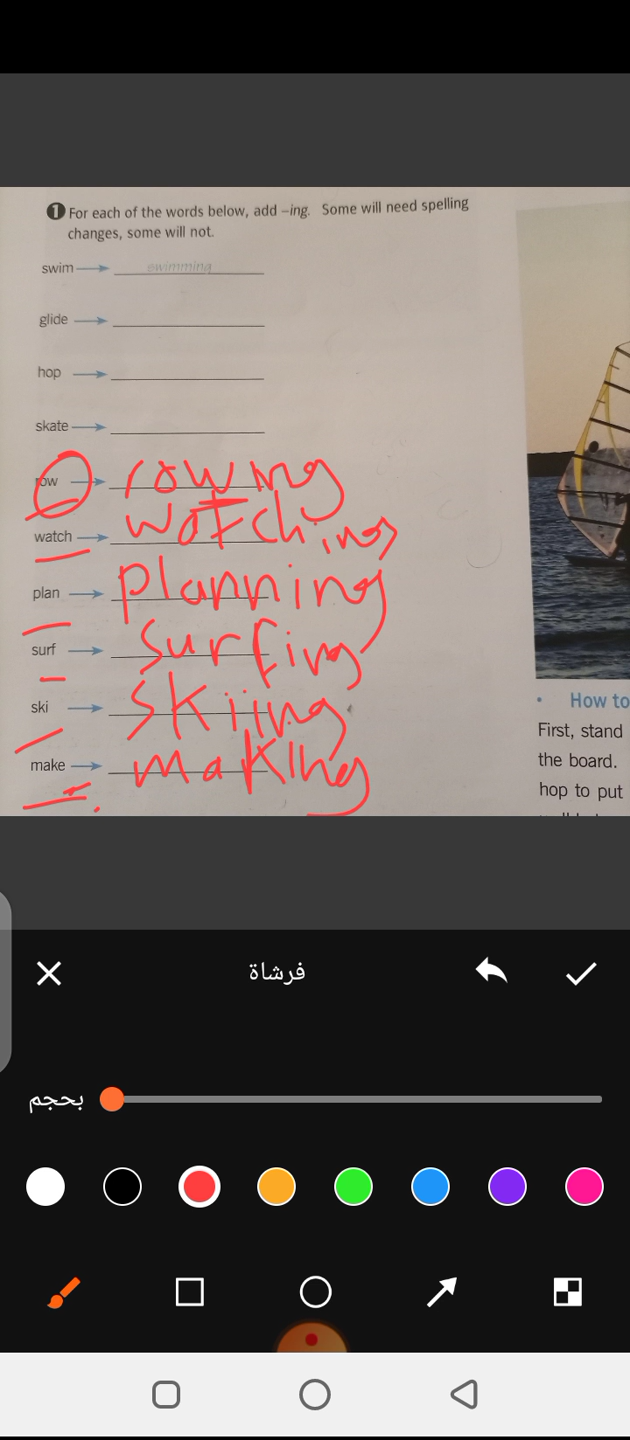 1 For each of the words below, add –ing. Some will need spelling
changes, some will not.
swim → swimming
glide →
hop →
skate →
row → rowing
watch → watching
plan → planning
surf → surfing
ski → skiing
make → making
• How to
First, stand
the board.
hop to put
فرشاة
بحجم